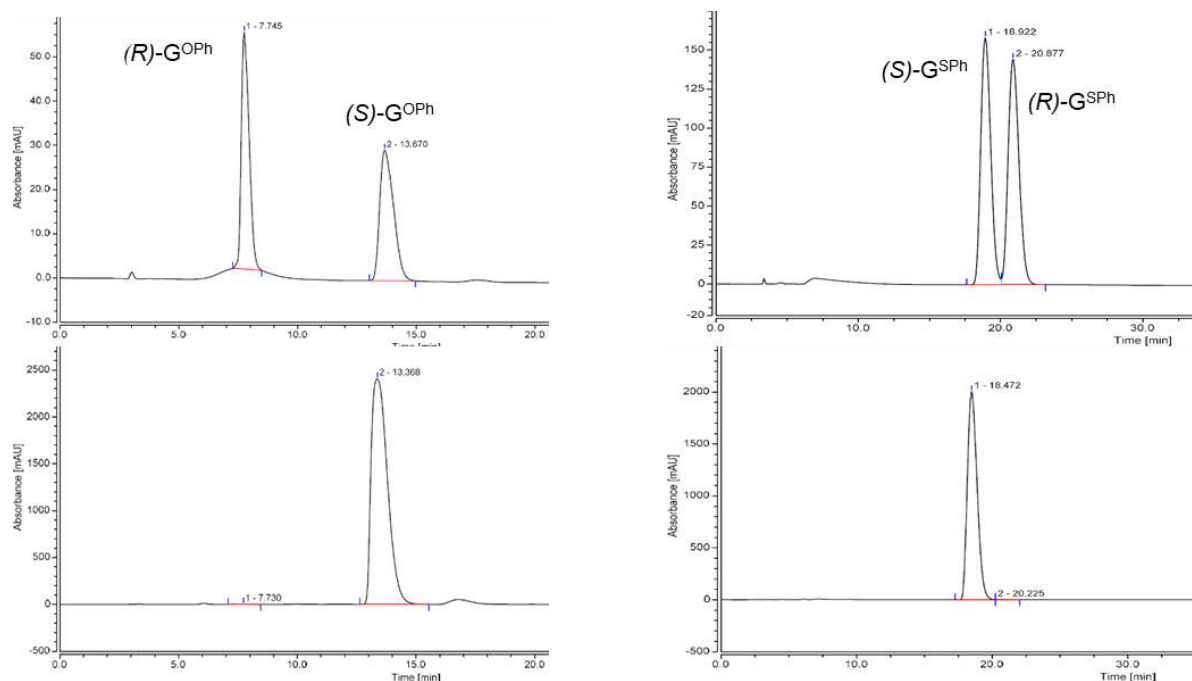 1 - 7.745
(R)-G^OPh
(S)-G^OPh
2 - 13.670
Absorbance [mAU]
50.0
40.0
30.0
20.0
10.0
0.0
-10.0
0.0 5.0 10.0 15.0 20.0
Time [min]
1 - 18.922
2 - 20.877
(S)-G^SPh
(R)-G^SPh
Absorbance [mAU]
150
125
100
75
50
25
0
-20
0.0 10.0 20.0 30.0
Time [min]
2 - 13.368
Absorbance [mAU]
2500
2000
1500
1000
500
0
-500
1 - 7.730
0.0 5.0 10.0 15.0 20.0
Time [min]
1 - 18.472
Absorbance [mAU]
2000
1500
1000
500
0
-500
2 - 20.225
0.0 10.0 20.0 30.0
Time [min]